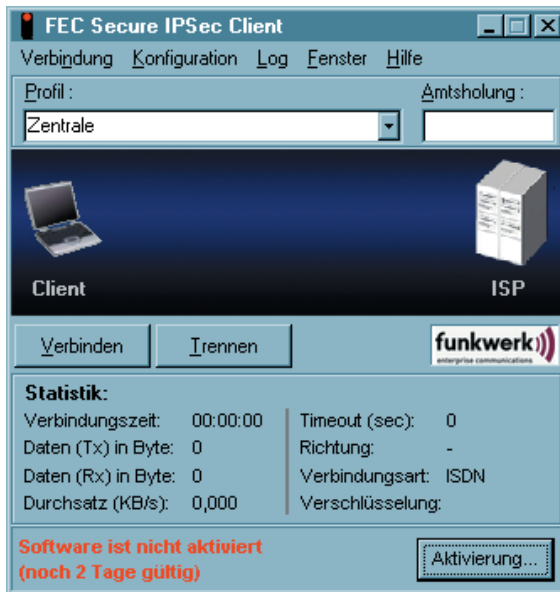 FEC Secure IPSec Client
Verbindung Konfiguration Log Fenster Hilfe
Profil : Amtsholung :
Zentrale
Client ISP
Verbinden Trennen funkwerk
enterprise communications
Statistik:
Verbindungszeit: 00:00:00 Timeout (sec): 0
Daten (Tx) in Byte: 0 Richtung: -
Daten (Rx) in Byte: 0 Verbindungsart: ISDN
Durchsatz (KB/s): 0,000 Verschlüsselung:
Software ist nicht aktiviert
(noch 2 Tage gültig) Aktivierung...